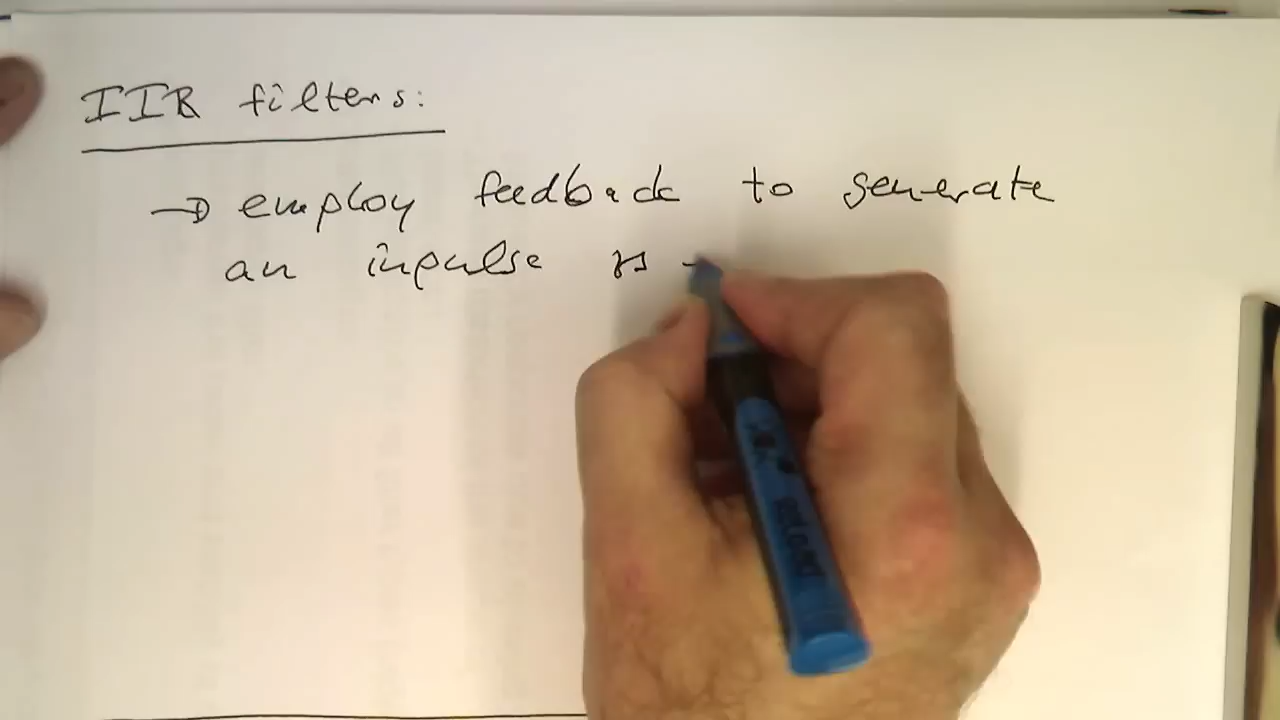 IIR filters:
→ employ feedback to generate
an impulse